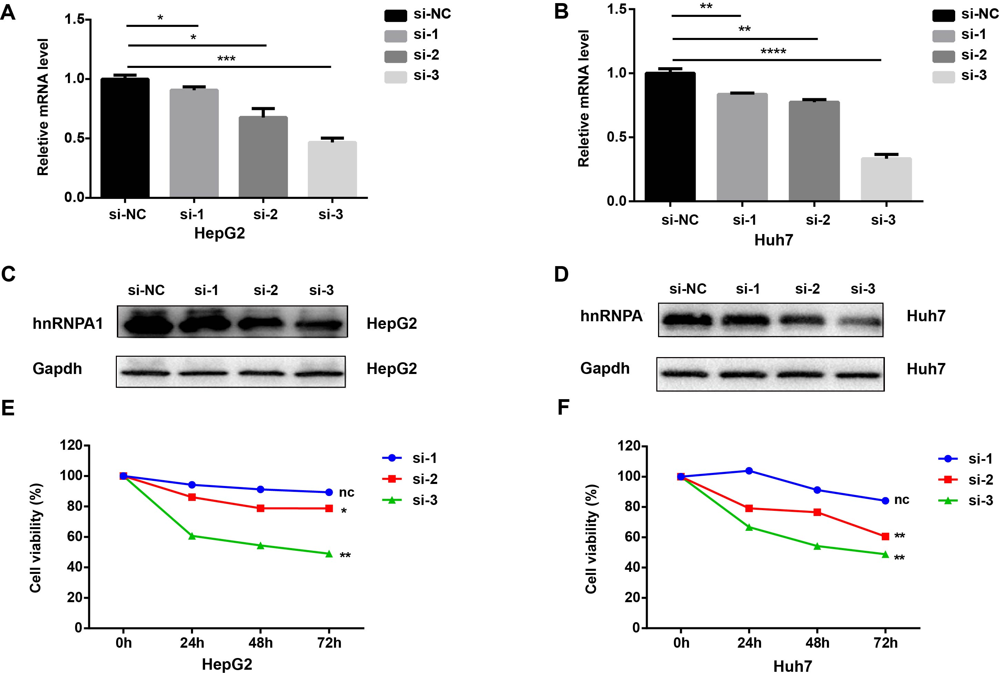 A
1.5
1.0
0.5
0.0
Reletive mRNA level
*
*
***
si-NC
si-1
si-2
si-3
si-NC si-1 si-2 si-3
HepG2
B
1.5
1.0
0.5
0.0
Reletive mRNA level
**
**
****
si-NC
si-1
si-2
si-3
si-NC si-1 si-2 si-3
Huh7
C
si-NC si-1 si-2 si-3
hnRNPA1 HepG2
Gapdh HepG2
D
si-NC si-1 si-2 si-3
hnRNPA Huh7
Gapdh Huh7
E
120
100
80
60
40
20
0
Cell viability (%)
nc
*
**
si-1
si-2
si-3
0h 24h 48h 72h
HepG2
F
120
100
80
60
40
20
0
Cell viability (%)
nc
**
**
si-1
si-2
si-3
0h 24h 48h 72h
Huh7